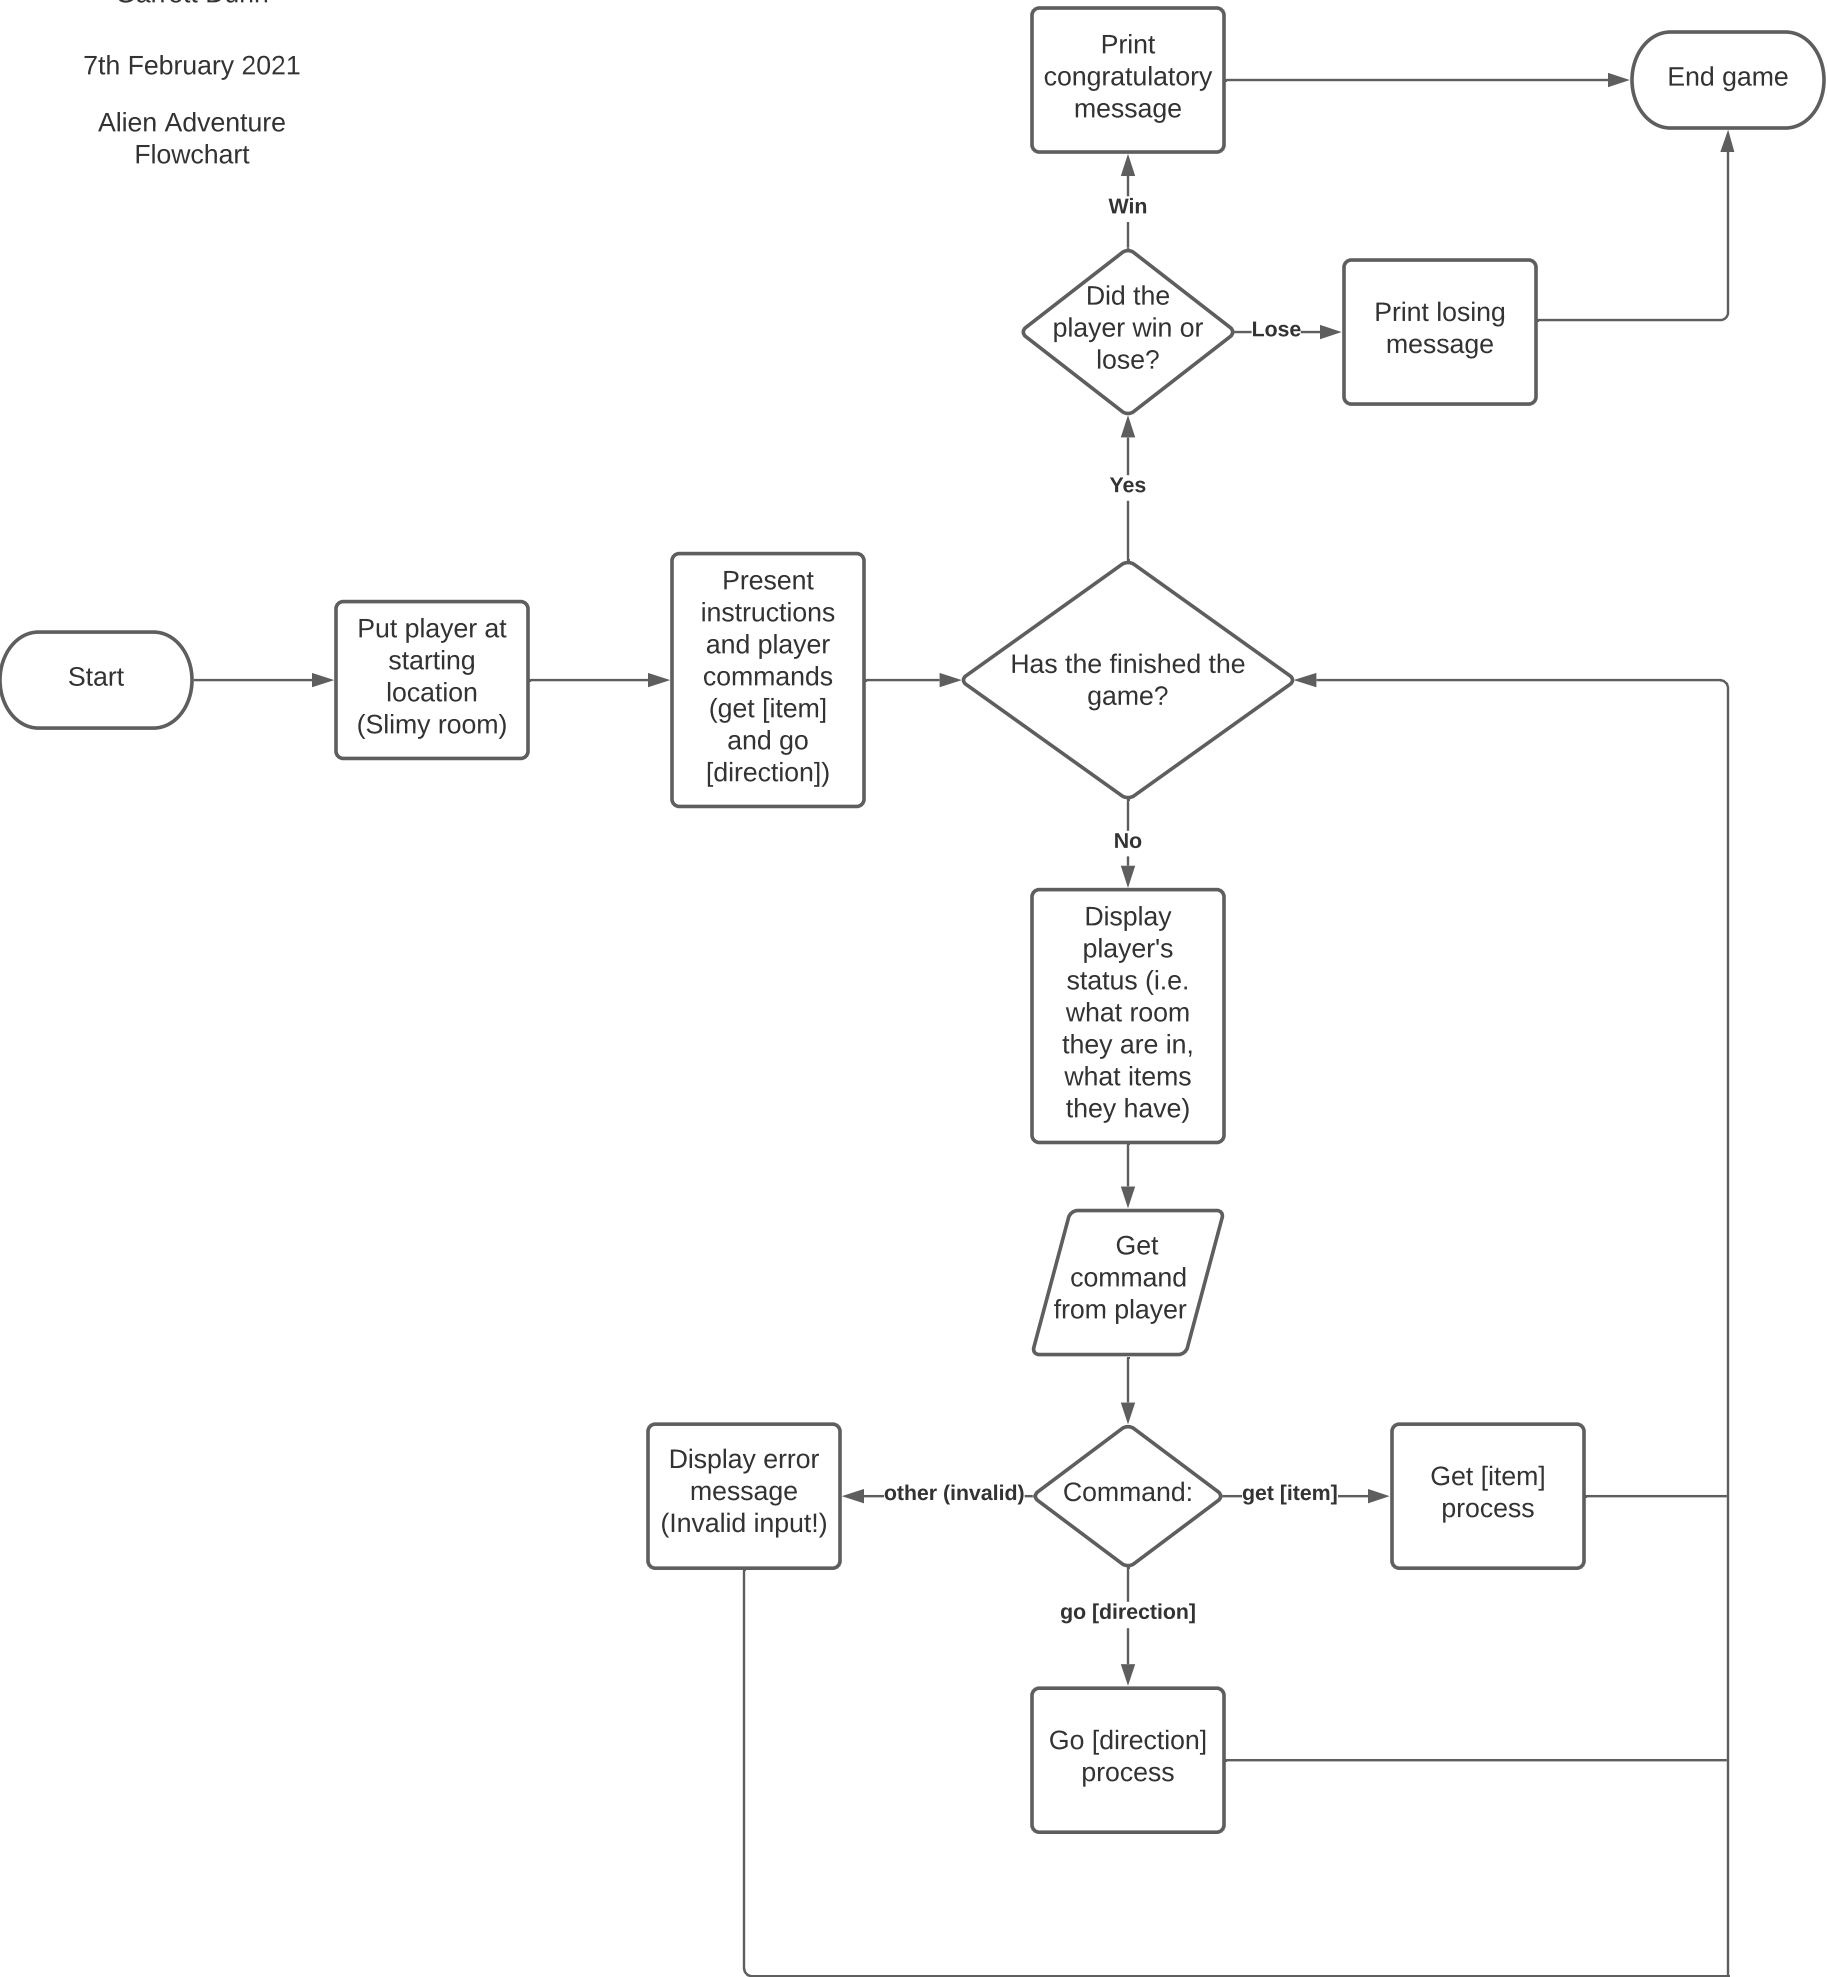 7th February 2021
Alien Adventure
Flowchart
Print
congratulatory
message
End game
Win
Did the
player win or
lose?
Lose
Print losing
message
Yes
Start
Put player at
starting
location
(Slimy room)
Present
instructions
and player
commands
(get [item]
and go
[direction])
Has the finished the
game?
No
Display
player's
status (i.e.
what room
they are in,
what items
they have)
Get
command
from player
Display error
message
(Invalid input!)
other (invalid)
Command:
get [item]
Get [item]
process
go [direction]
Go [direction]
process